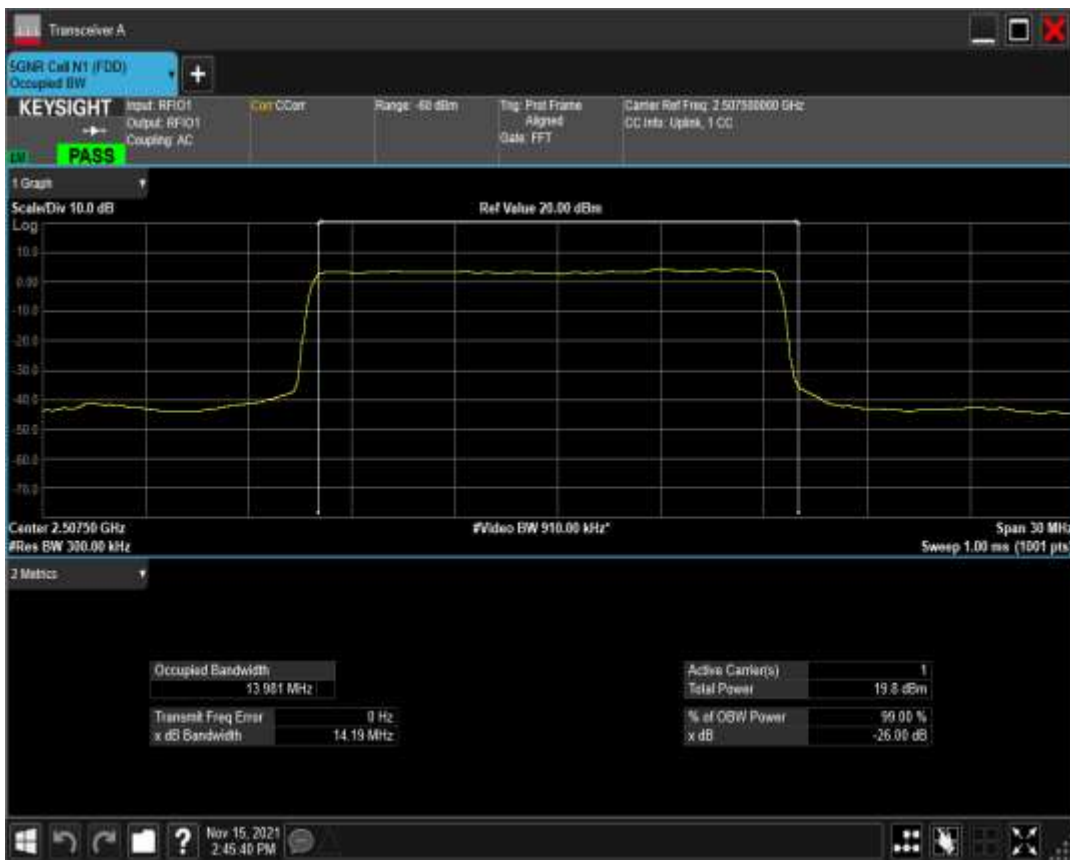 Transceiver A
5GNR Cell N1 (FDD)
Occupied BW
+
KEYSIGHT
PASS
Input: RFIO1
Output: RFIO1
Coupling: AC
Corr CCorr
Range: -60 dBm
Trig: Prot Frame
Aligned
Gate: FFT
Carrier Ref Freq: 2.507500000 GHz
CC Info: Uplink, 1 CC
1 Graph
Scale/Div 10.0 dB
Ref Value 20.00 dBm
Log
10.0
0.00
-10.0
-20.0
-30.0
-40.0
-50.0
-60.0
-70.0
Center 2.50750 GHz
#Video BW 910.00 kHz*
Span 30 MHz
#Res BW 300.00 kHz
Sweep 1.00 ms (1001 pts)
2 Metrics
Occupied Bandwidth
13.981 MHz
Transmit Freq Error 0 Hz
x dB Bandwidth 14.19 MHz
Active Carrier(s) 1
Total Power 19.8 dBm
% of OBW Power 99.00 %
x dB -26.00 dB
?
Nov 15, 2021
2:45:40 PM